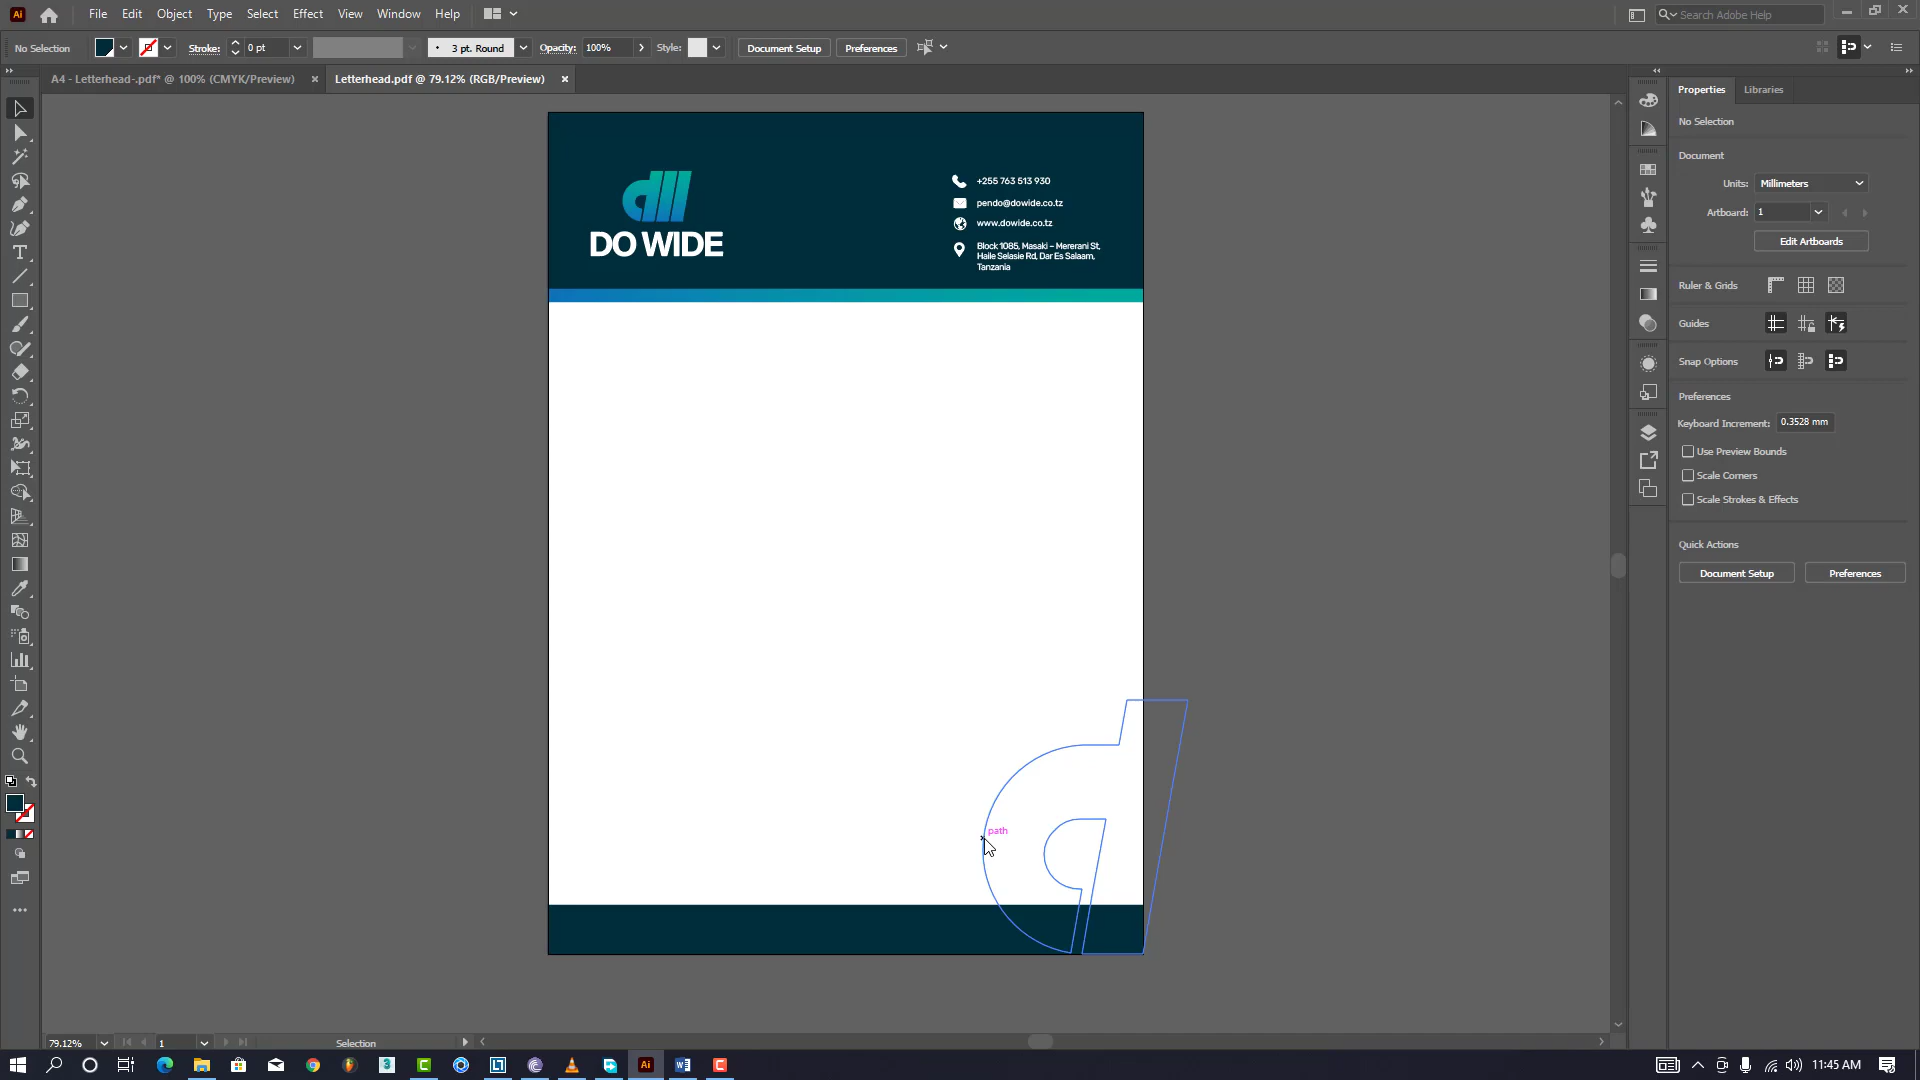 Ai File Edit Object Type Select Effect View Window Help Search Adobe Help
No Selection Stroke: 0 pt 3 pt. Round Opacity: 100% Style: Document Setup Preferences
A4 - Letterhead-.pdf* @ 100% (CMYK/Preview) × Letterhead.pdf @ 79.12% (RGB/Preview) ×
Properties Libraries
No Selection
Document
Units: Millimeters
Artboard: 1
Edit Artboards
Ruler & Grids
Guides
Snap Options
Preferences
Keyboard Increment: 0.3528 mm
Use Preview Bounds
Scale Corners
Scale Strokes & Effects
Quick Actions
Document Setup Preferences
DO WIDE
+255 763 513 930
pendo@dowide.co.tz
www.dowide.co.tz
Block 1085, Masaki – Mererani St,
Haile Selasie Rd, Dar Es Salaam,
Tanzania
path
79.12% 1 Selection
11:45 AM